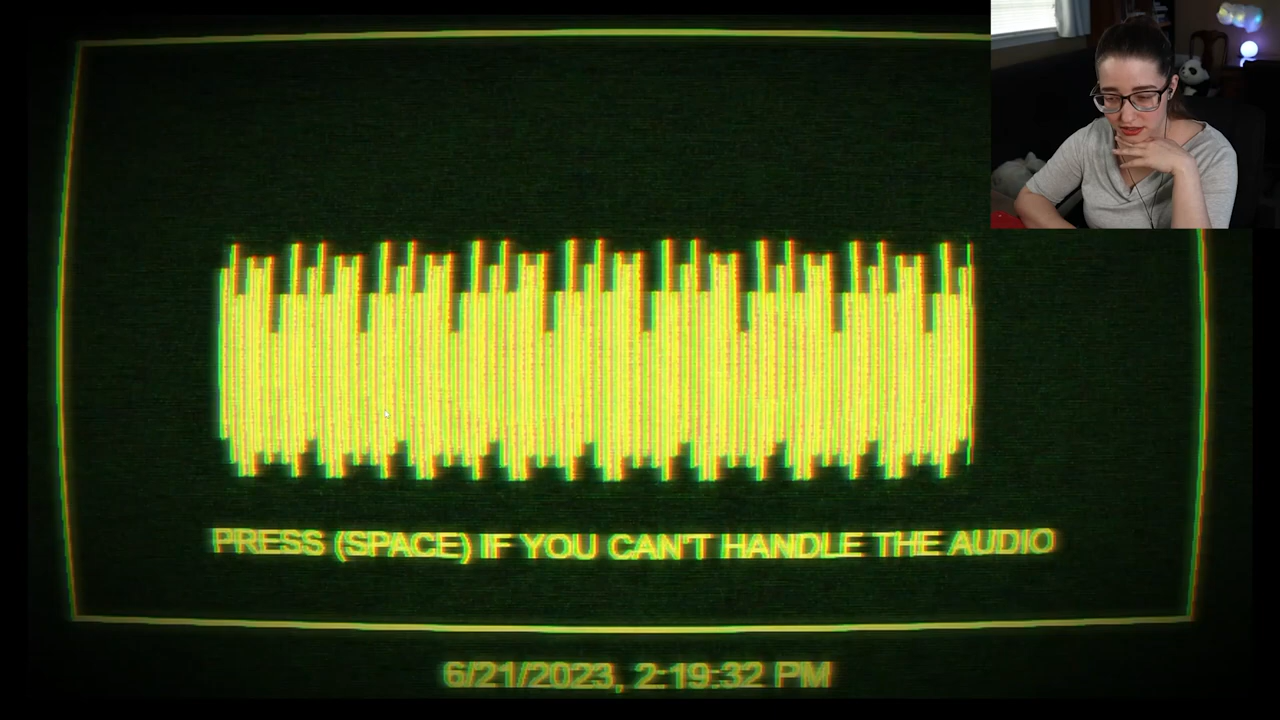 PRESS (SPACE) IF YOU CAN'T HANDLE THE AUDIO
6/21/2023, 2:19:32 PM